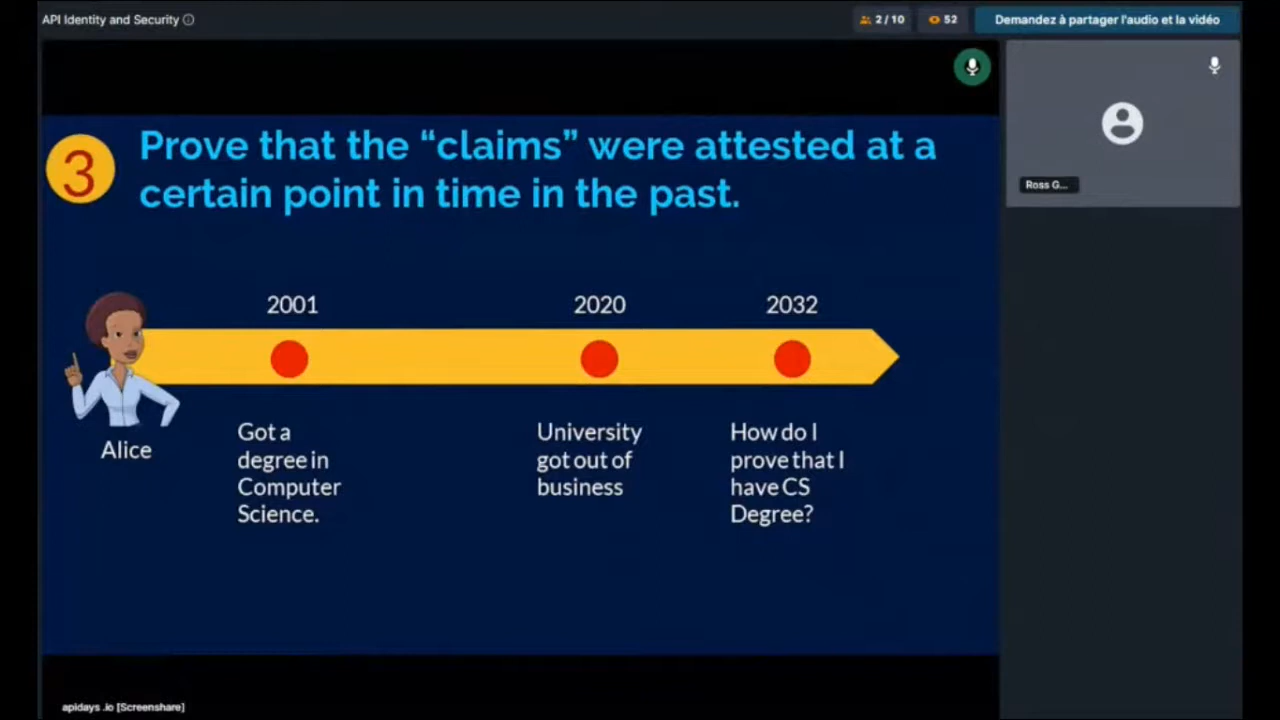 API Identity and Security
2 / 10
52
Demandez à partager l'audio et la vidéo
3
Prove that the “claims” were attested at a
certain point in time in the past.
Ross G...
2001
2020
2032
Alice
Got a
degree in
Computer
Science.
University
got out of
business
How do I
prove that I
have CS
Degree?
apidays .io [Screenshare]